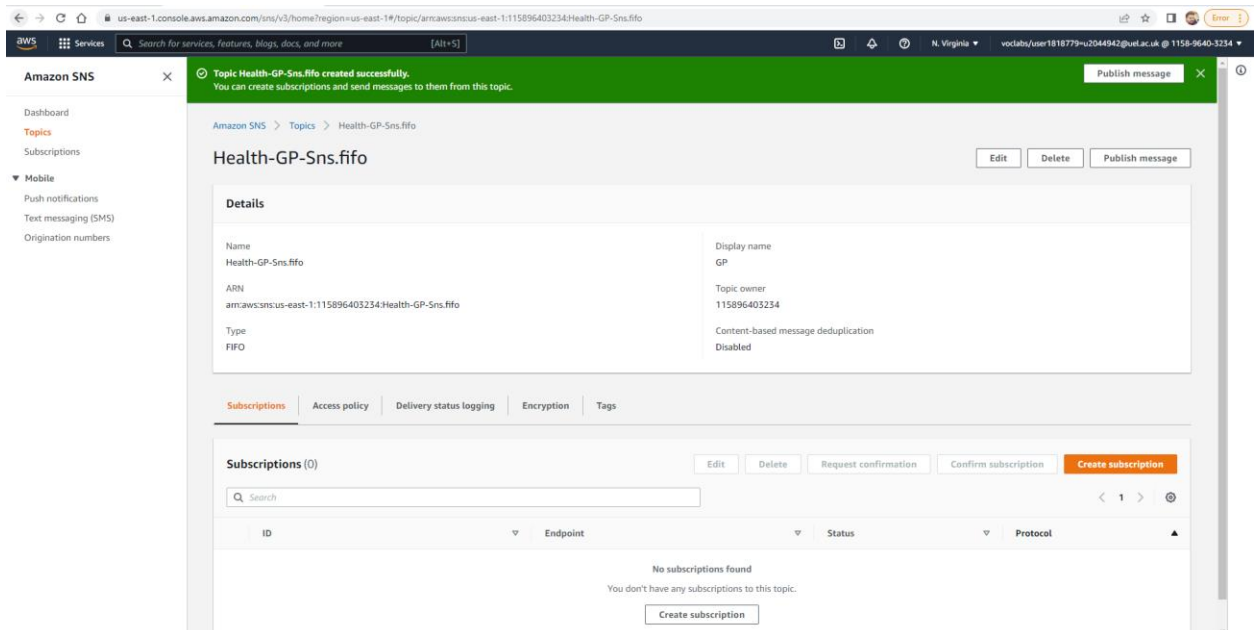 us-east-1.console.aws.amazon.com/sns/v3/home?region=us-east-1#/topic/arn:aws:sns:us-east-1:115896403234:Health-GP-Sns.fifo
Error
aws
Services
Search for services, features, blogs, docs, and more
[Alt+S]
N. Virginia
voclabs/user1818779=u2044942@uel.ac.uk @ 1158-9640-3234
Amazon SNS
Dashboard
Topics
Subscriptions
Mobile
Push notifications
Text messaging (SMS)
Origination numbers
Topic Health-GP-Sns.fifo created successfully.
You can create subscriptions and send messages to them from this topic.
Publish message
Amazon SNS > Topics > Health-GP-Sns.fifo
Health-GP-Sns.fifo
Edit
Delete
Publish message
Details
Name
Health-GP-Sns.fifo
ARN
arn:aws:sns:us-east-1:115896403234:Health-GP-Sns.fifo
Type
FIFO
Display name
GP
Topic owner
115896403234
Content-based message deduplication
Disabled
Subscriptions
Access policy
Delivery status logging
Encryption
Tags
Subscriptions (0)
Edit
Delete
Request confirmation
Confirm subscription
Create subscription
Search
< 1 >
ID
Endpoint
Status
Protocol
No subscriptions found
You don't have any subscriptions to this topic.
Create subscription